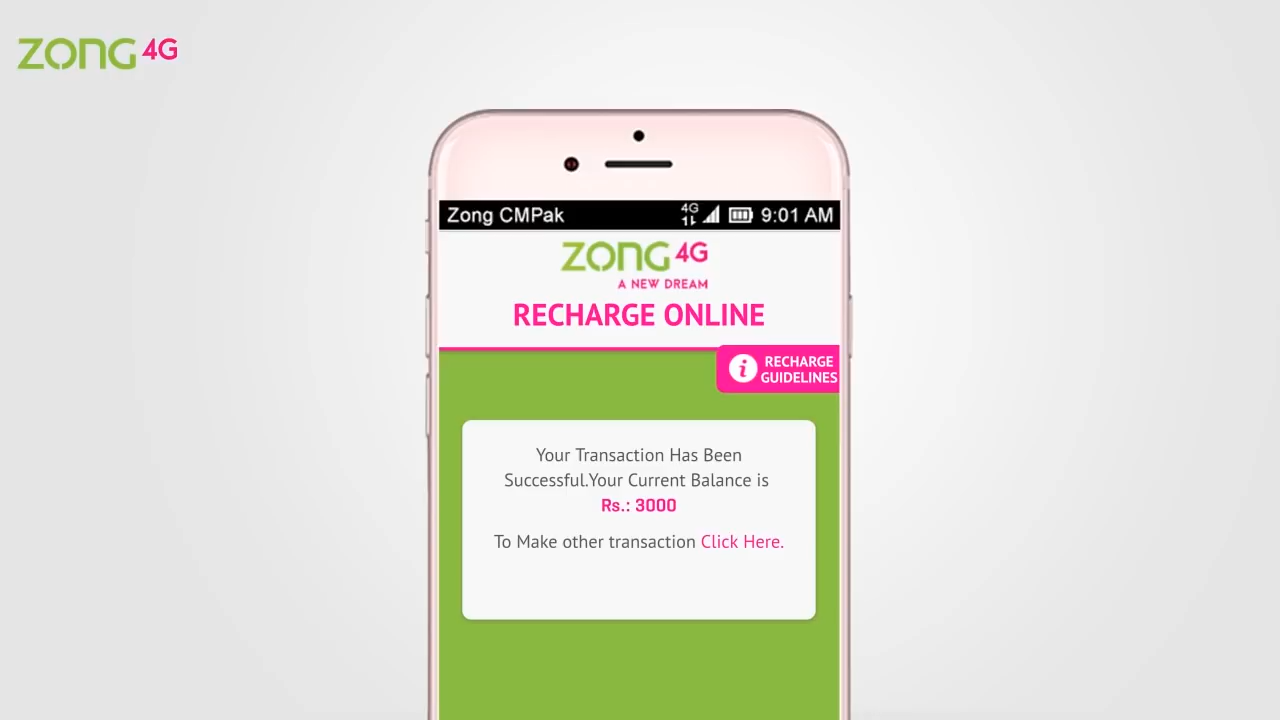 ZONG 4G
Zong CMPak 4G 9:01 AM
ZONG 4G
A NEW DREAM
RECHARGE ONLINE
RECHARGE
GUIDELINES
Your Transaction Has Been
Successful.Your Current Balance is
Rs.: 3000
To Make other transaction Click Here.